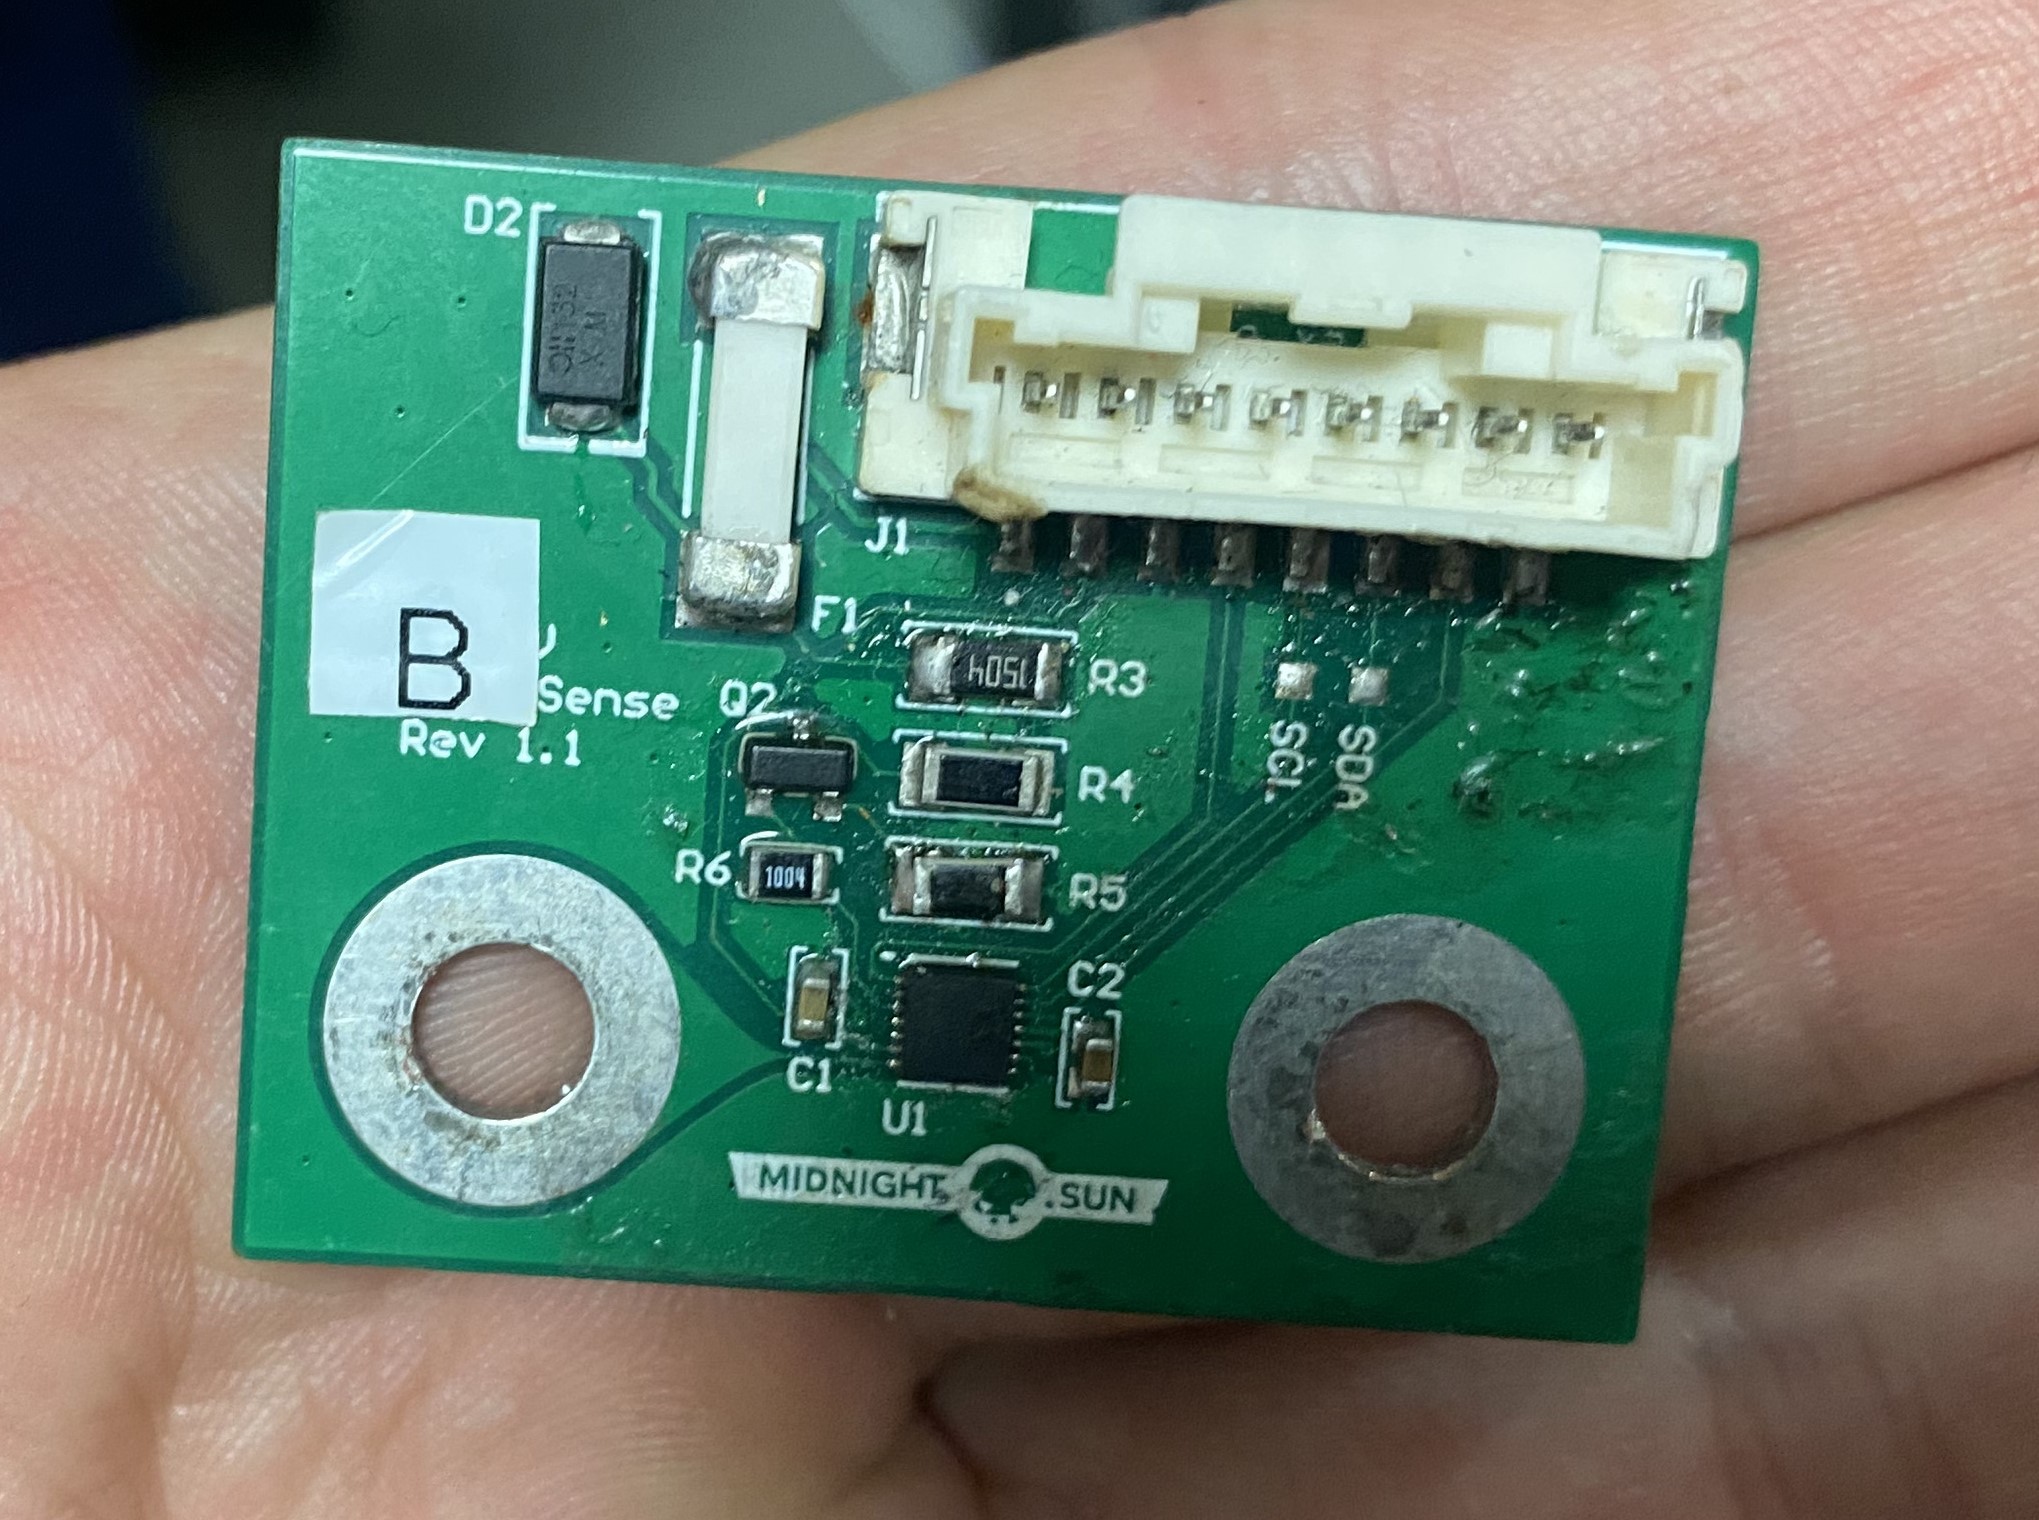 D2
J1
F1
B
Sense
Rev 1.1
Q2
1504
R3
R4
SCL
SDA
R6
1004
R5
C1
C2
U1
MIDNIGHT SUN